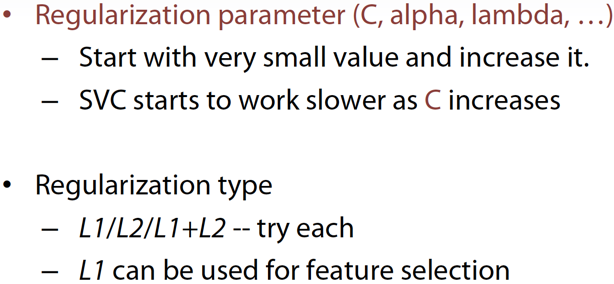 • Regularization parameter (C, alpha, lambda, …)
– Start with very small value and increase it.
– SVC starts to work slower as C increases
• Regularization type
– L1/L2/L1+L2 -- try each
– L1 can be used for feature selection